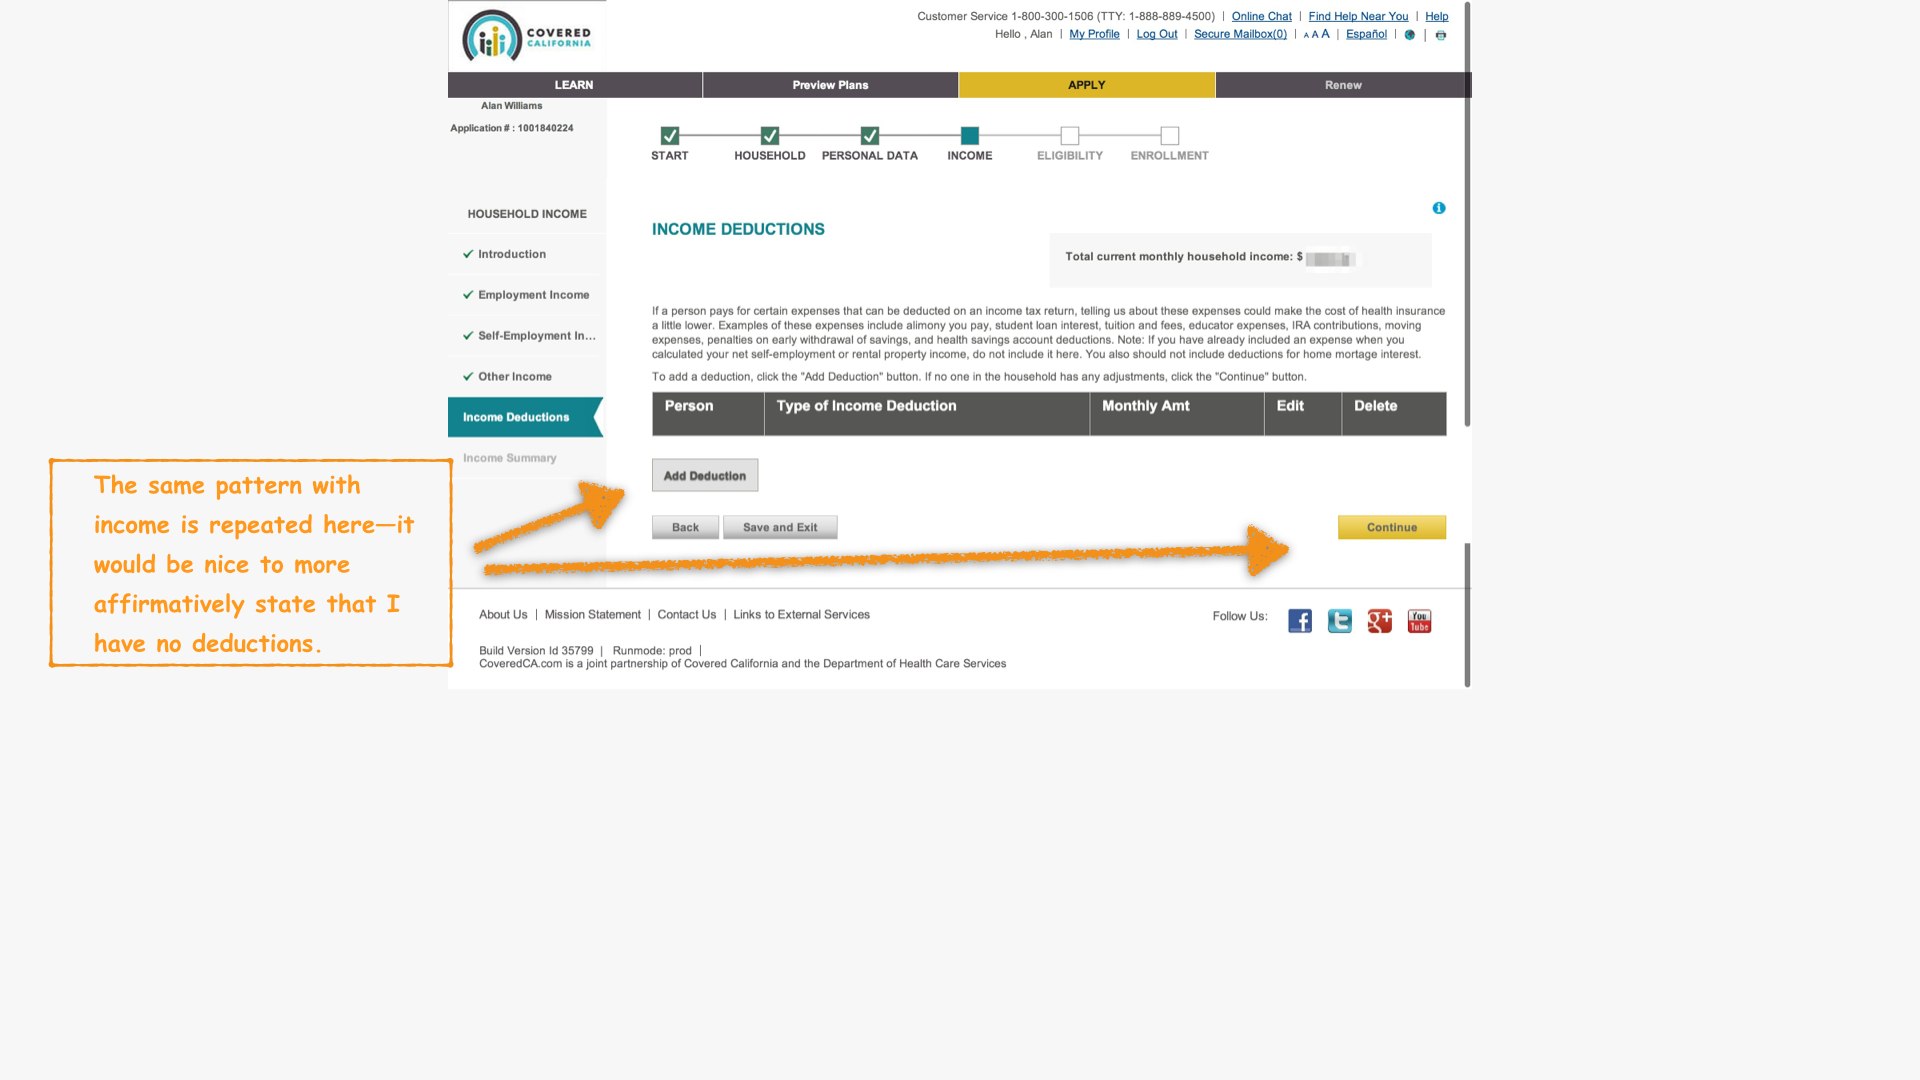 COVERED
CALIFORNIA
Customer Service 1-800-300-1506 (TTY: 1-888-889-4500) | Online Chat | Find Help Near You | Help
Hello , Alan | My Profile | Log Out | Secure Mailbox(0) | A A A | Español | |
LEARN Preview Plans APPLY Renew
Alan Williams
Application # : 1001840224
START HOUSEHOLD PERSONAL DATA INCOME ELIGIBILITY ENROLLMENT
HOUSEHOLD INCOME
Introduction
Employment Income
Self-Employment In...
Other Income
Income Deductions
Income Summary
INCOME DEDUCTIONS
Total current monthly household income: $
If a person pays for certain expenses that can be deducted on an income tax return, telling us about these expenses could make the cost of health insurance
a little lower. Examples of these expenses include alimony you pay, student loan interest, tuition and fees, educator expenses, IRA contributions, moving
expenses, penalties on early withdrawal of savings, and health savings account deductions. Note: If you have already included an expense when you
calculated your net self-employment or rental property income, do not include it here. You also should not include deductions for home mortage interest.
To add a deduction, click the "Add Deduction" button. If no one in the household has any adjustments, click the "Continue" button.
Person Type of Income Deduction Monthly Amt Edit Delete
Add Deduction
Back Save and Exit Continue
The same pattern with
income is repeated here—it
would be nice to more
affirmatively state that I
have no deductions.
About Us | Mission Statement | Contact Us | Links to External Services
Follow Us:
You
Tube
Build Version Id 35799 | Runmode: prod |
CoveredCA.com is a joint partnership of Covered California and the Department of Health Care Services